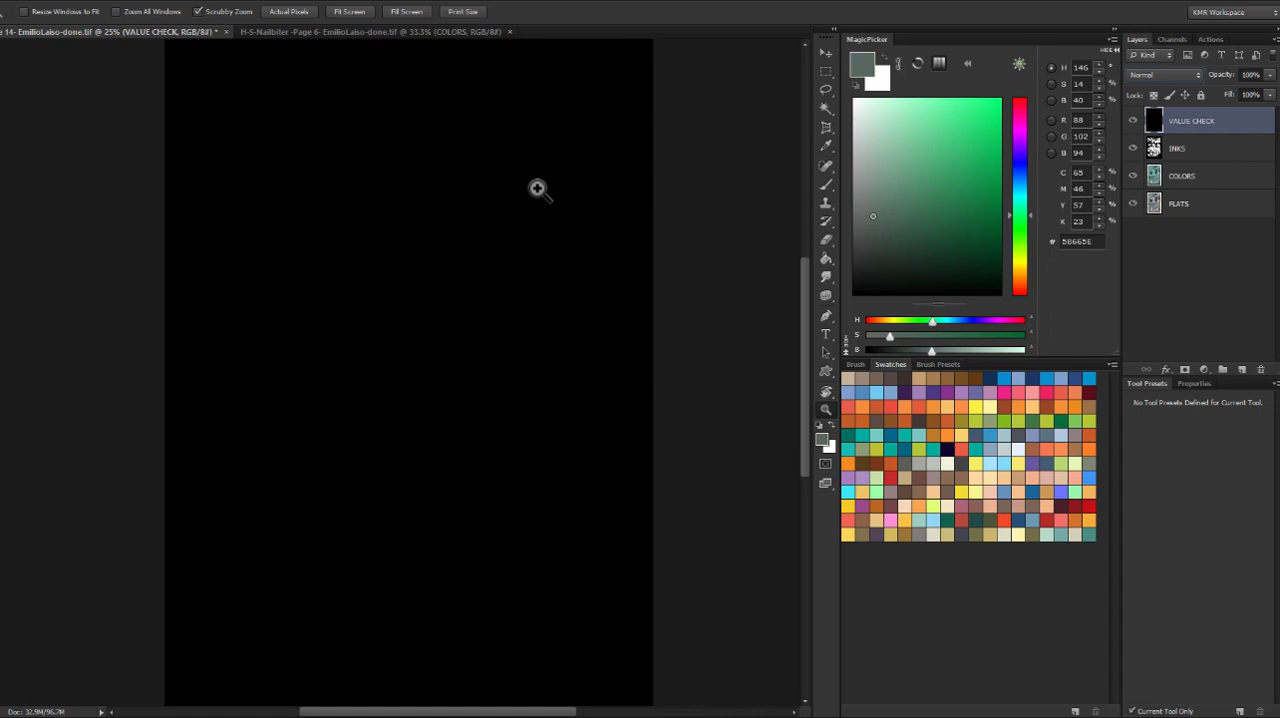 Resize Windows to Fit Zoom All Windows Scrubby Zoom Actual Pixels Fit Screen Fill Screen Print Size KMR Workspace
14- EmilioLaiso-done.tif @ 25% (VALUE CHECK, RGB/8#) * × H-S-Nailbiter -Page 6- EmilioLaiso-done.tif @ 33.3% (COLORS, RGB/8#) ×
MagicPicker
HIDE
H 146 °
S 14 %
B 40 %
R 88
G 102
B 94
C 65 %
M 46 %
Y 57 %
K 23 %
# 58665E
H
S
B
Brush Swatches Brush Presets
Layers Channels Actions
Kind
Normal Opacity: 100%
Lock: Fill: 100%
VALUE CHECK
INKS
COLORS
FLATS
Tool Presets Properties
No Tool Presets Defined for Current Tool.
Current Tool Only
Doc: 32.9M/96.7M